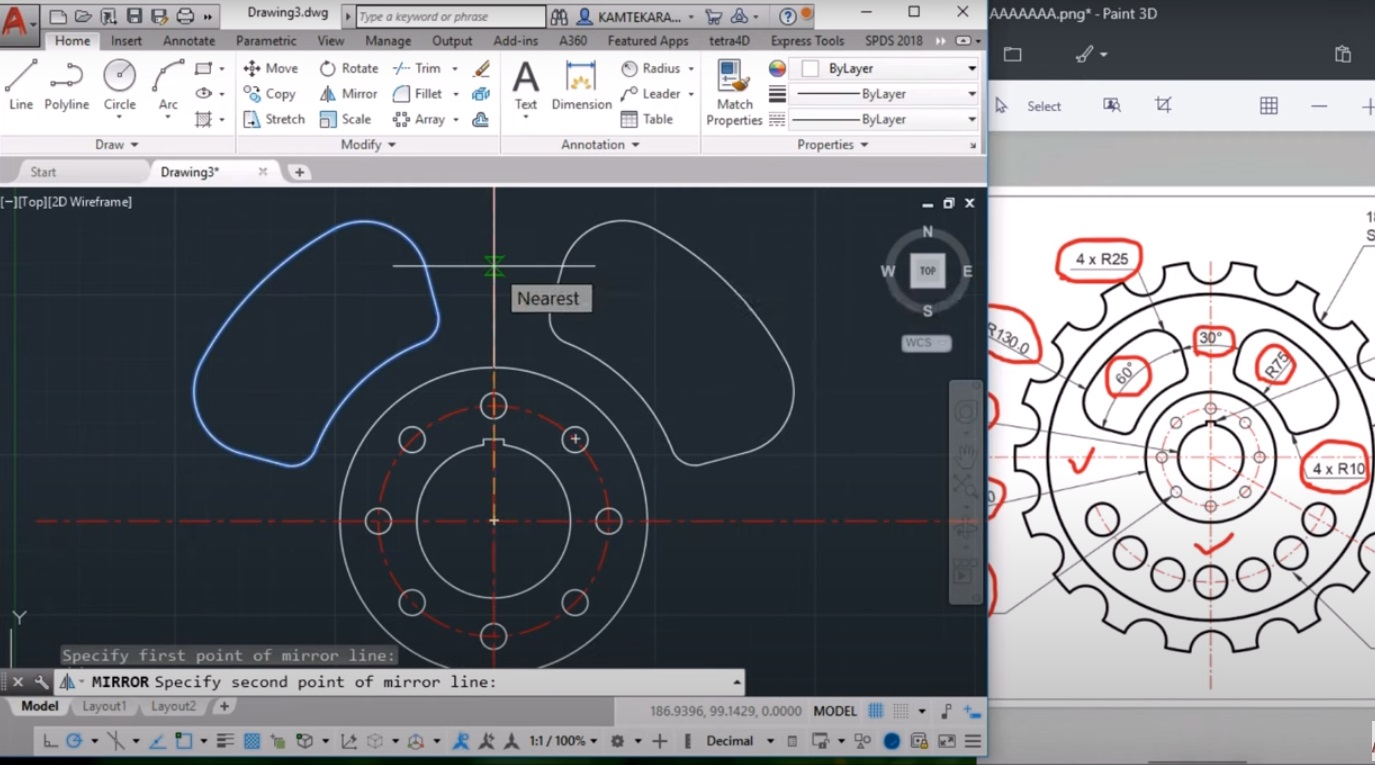 A Drawing3.dwg Type a keyword or phrase KAMTEKARA...
Home Insert Annotate Parametric View Manage Output Add-ins A360 Featured Apps tetra4D Express Tools SPDS 2018
Line Polyline Circle Arc
Move Rotate Trim
Copy Mirror Fillet
Stretch Scale Array
Text Dimension
Radius
Leader
Table
Match
Properties
ByLayer
ByLayer
ByLayer
Draw Modify Annotation Properties
Start Drawing3*
[−][Top][2D Wireframe]
N
W TOP E
S
WCS
Nearest
Y
Specify first point of mirror line:
MIRROR Specify second point of mirror line:
Model Layout1 Layout2
186.9396, 99.1429, 0.0000 MODEL
1:1 / 100% Decimal
AAAAAAA.png* - Paint 3D
Select
18
S
4 x R25
R130.0
30°
60°
R75
4 x R10
0